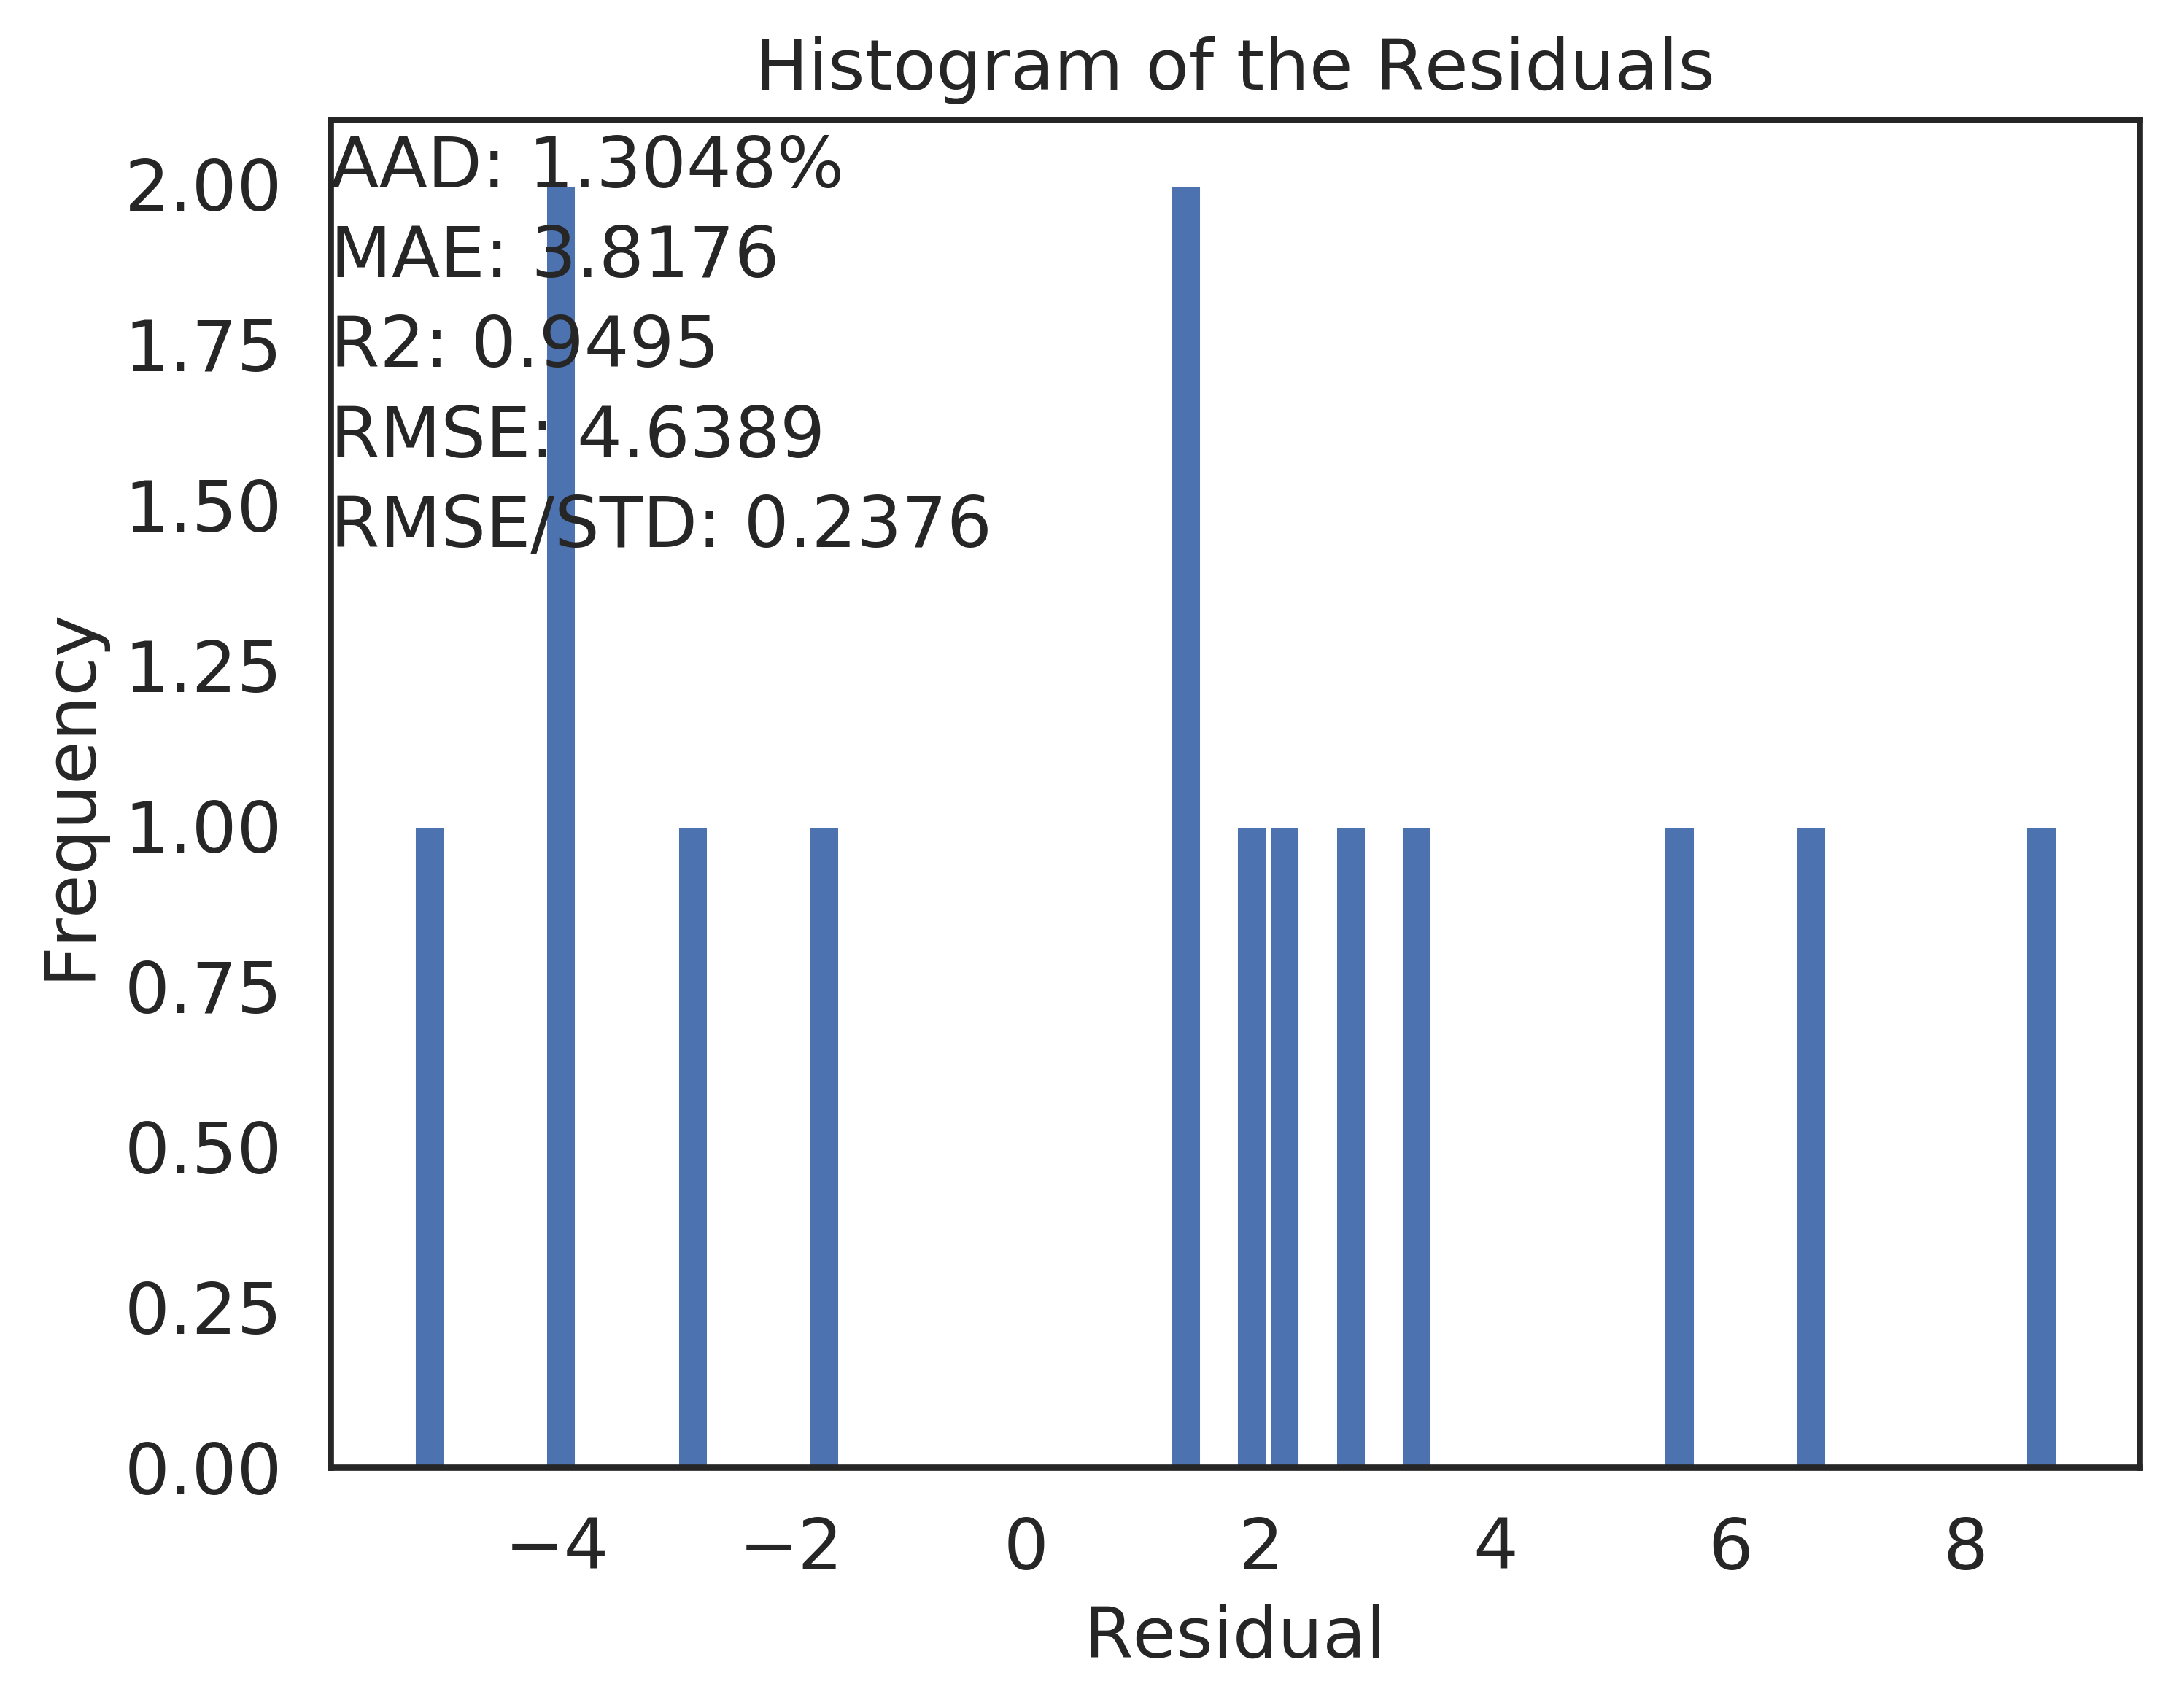 Histogram of the Residuals
AAD: 1.3048%
MAE: 3.8176
R2: 0.9495
RMSE: 4.6389
RMSE/STD: 0.2376
2.00
1.75
1.50
1.25
1.00
0.75
0.50
0.25
0.00
Frequency
−4 −2 0 2 4 6 8
Residual